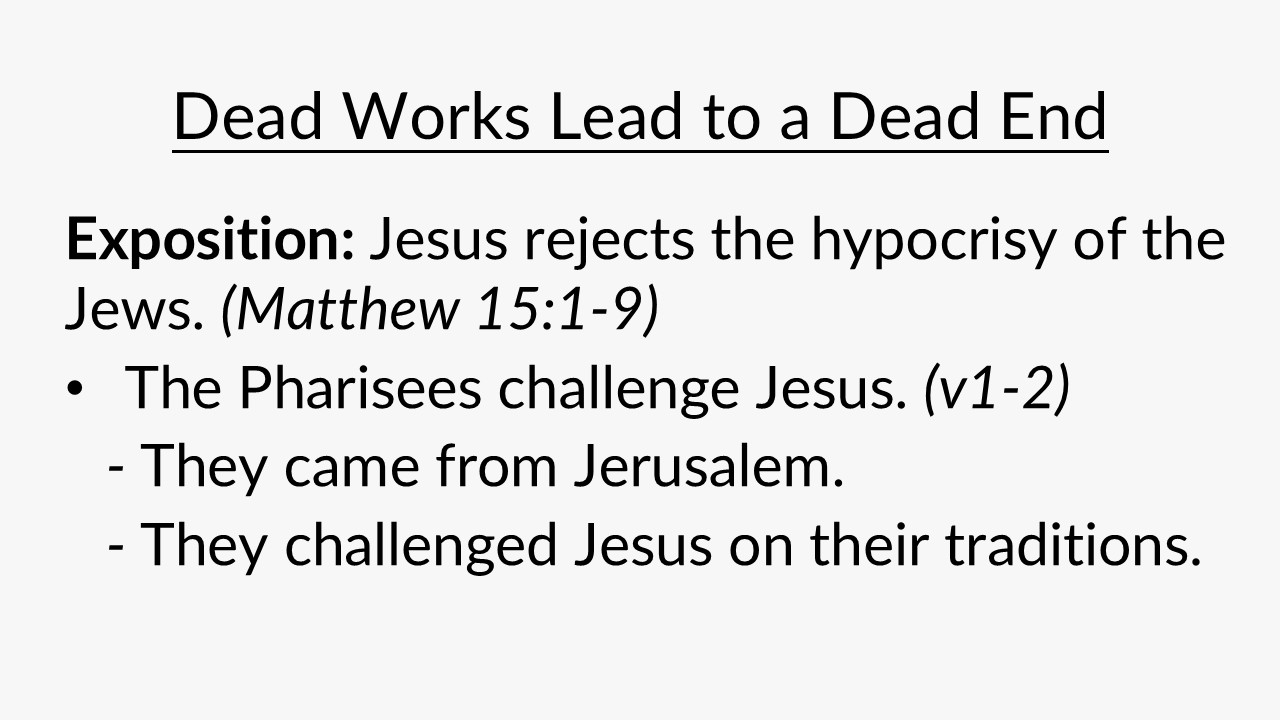 Dead Works Lead to a Dead End
Exposition: Jesus rejects the hypocrisy of the
Jews. (Matthew 15:1-9)
• The Pharisees challenge Jesus. (v1-2)
- They came from Jerusalem.
- They challenged Jesus on their traditions.